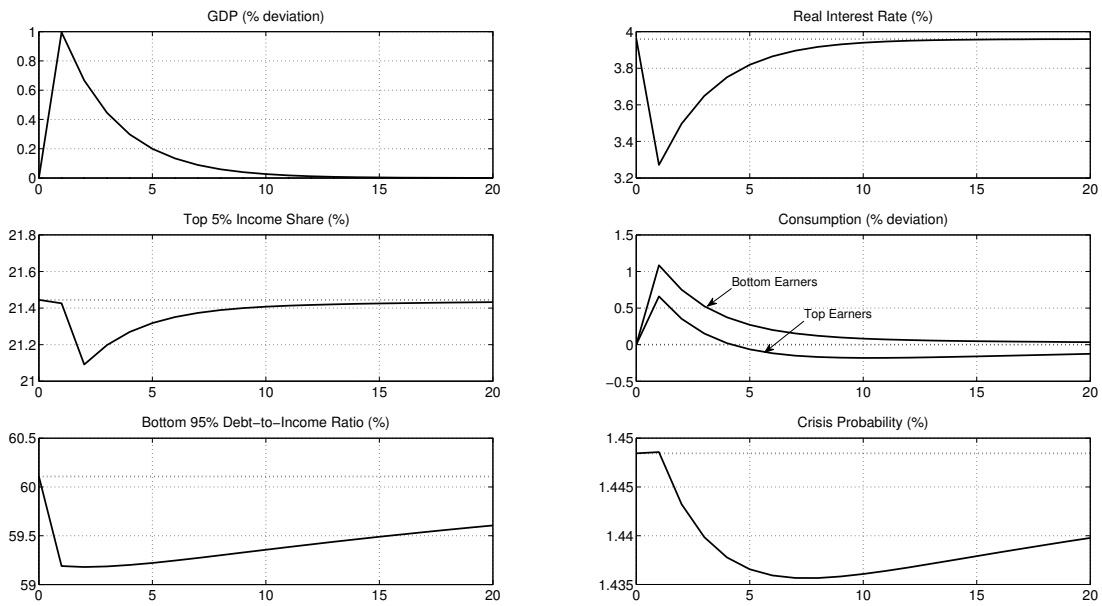 GDP (% deviation)
1
0.8
0.6
0.4
0.2
0
0 5 10 15 20
Real Interest Rate (%)
4
3.8
3.6
3.4
3.2
0 5 10 15 20
Top 5% Income Share (%)
21.8
21.6
21.4
21.2
21
0 5 10 15 20
Consumption (% deviation)
1.5
1
0.5
0
−0.5
Bottom Earners
Top Earners
0 5 10 15 20
Bottom 95% Debt−to−Income Ratio (%)
60.5
60
59.5
59
0 5 10 15 20
Crisis Probability (%)
1.45
1.445
1.44
1.435
0 5 10 15 20